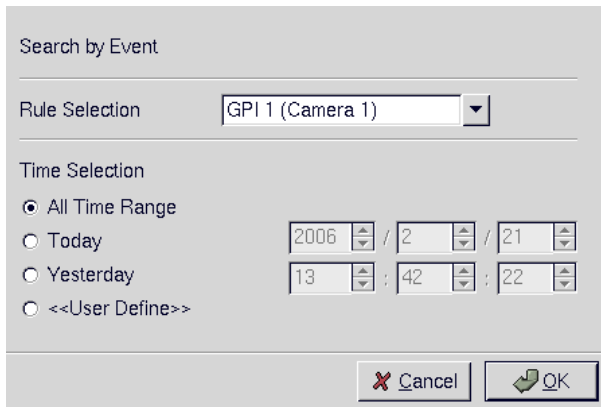 Search by Event
Rule Selection GPI 1 (Camera 1)
Time Selection
All Time Range
Today 2006 / 2 / 21
Yesterday 13 : 42 : 22
<<User Define>>
Cancel OK